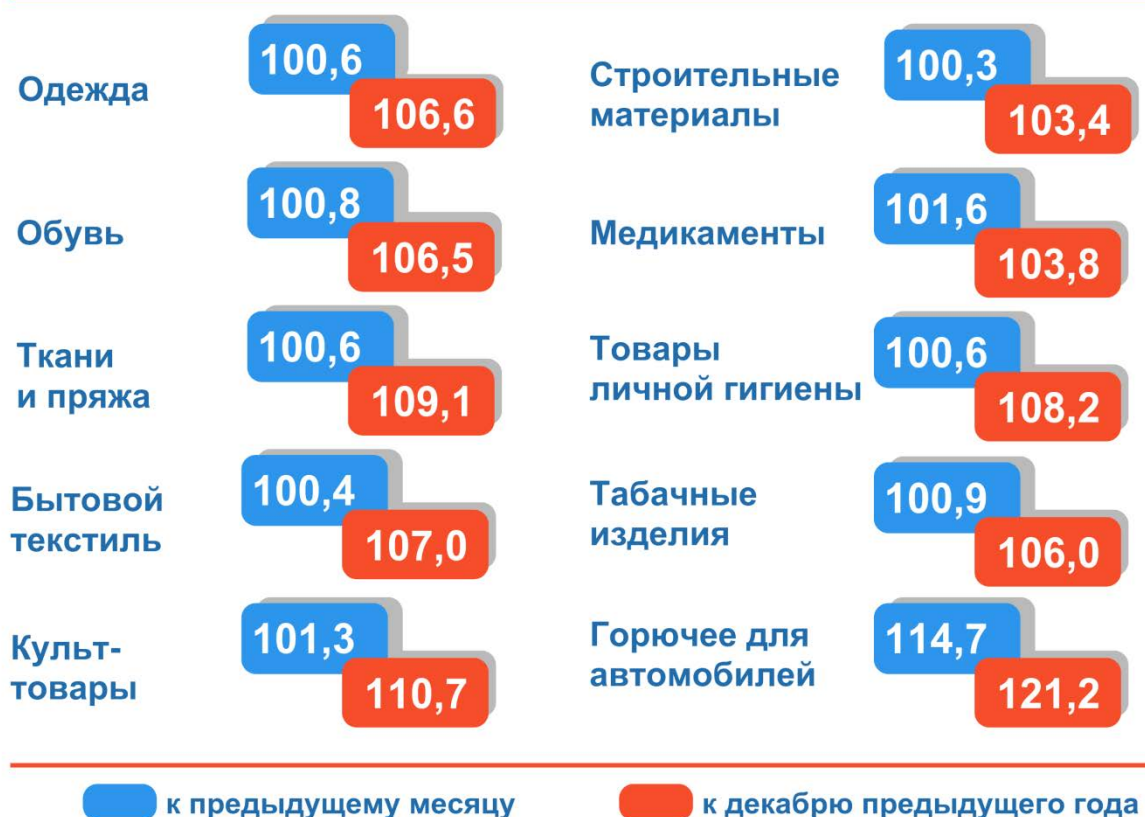 Одежда
100,6
106,6
Обувь
100,8
106,5
Ткани
и пряжа
100,6
109,1
Бытовой
текстиль
100,4
107,0
Культ-
товары
101,3
110,7
Строительные
материалы
100,3
103,4
Медикаменты
101,6
103,8
Товары
личной гигиены
100,6
108,2
Табачные
изделия
100,9
106,0
Горючее для
автомобилей
114,7
121,2
к предыдущему месяцу
к декабрю предыдущего года